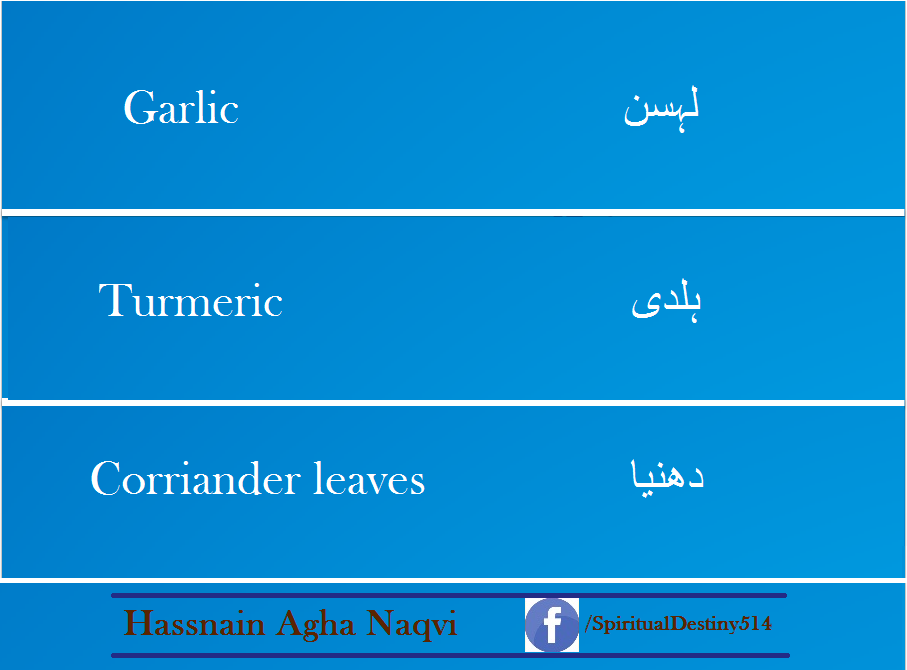 Garlic لہسن
Turmeric ہلدی
Corriander leaves دھنیا
Hassnain Agha Naqvi f /SpiritualDestiny514